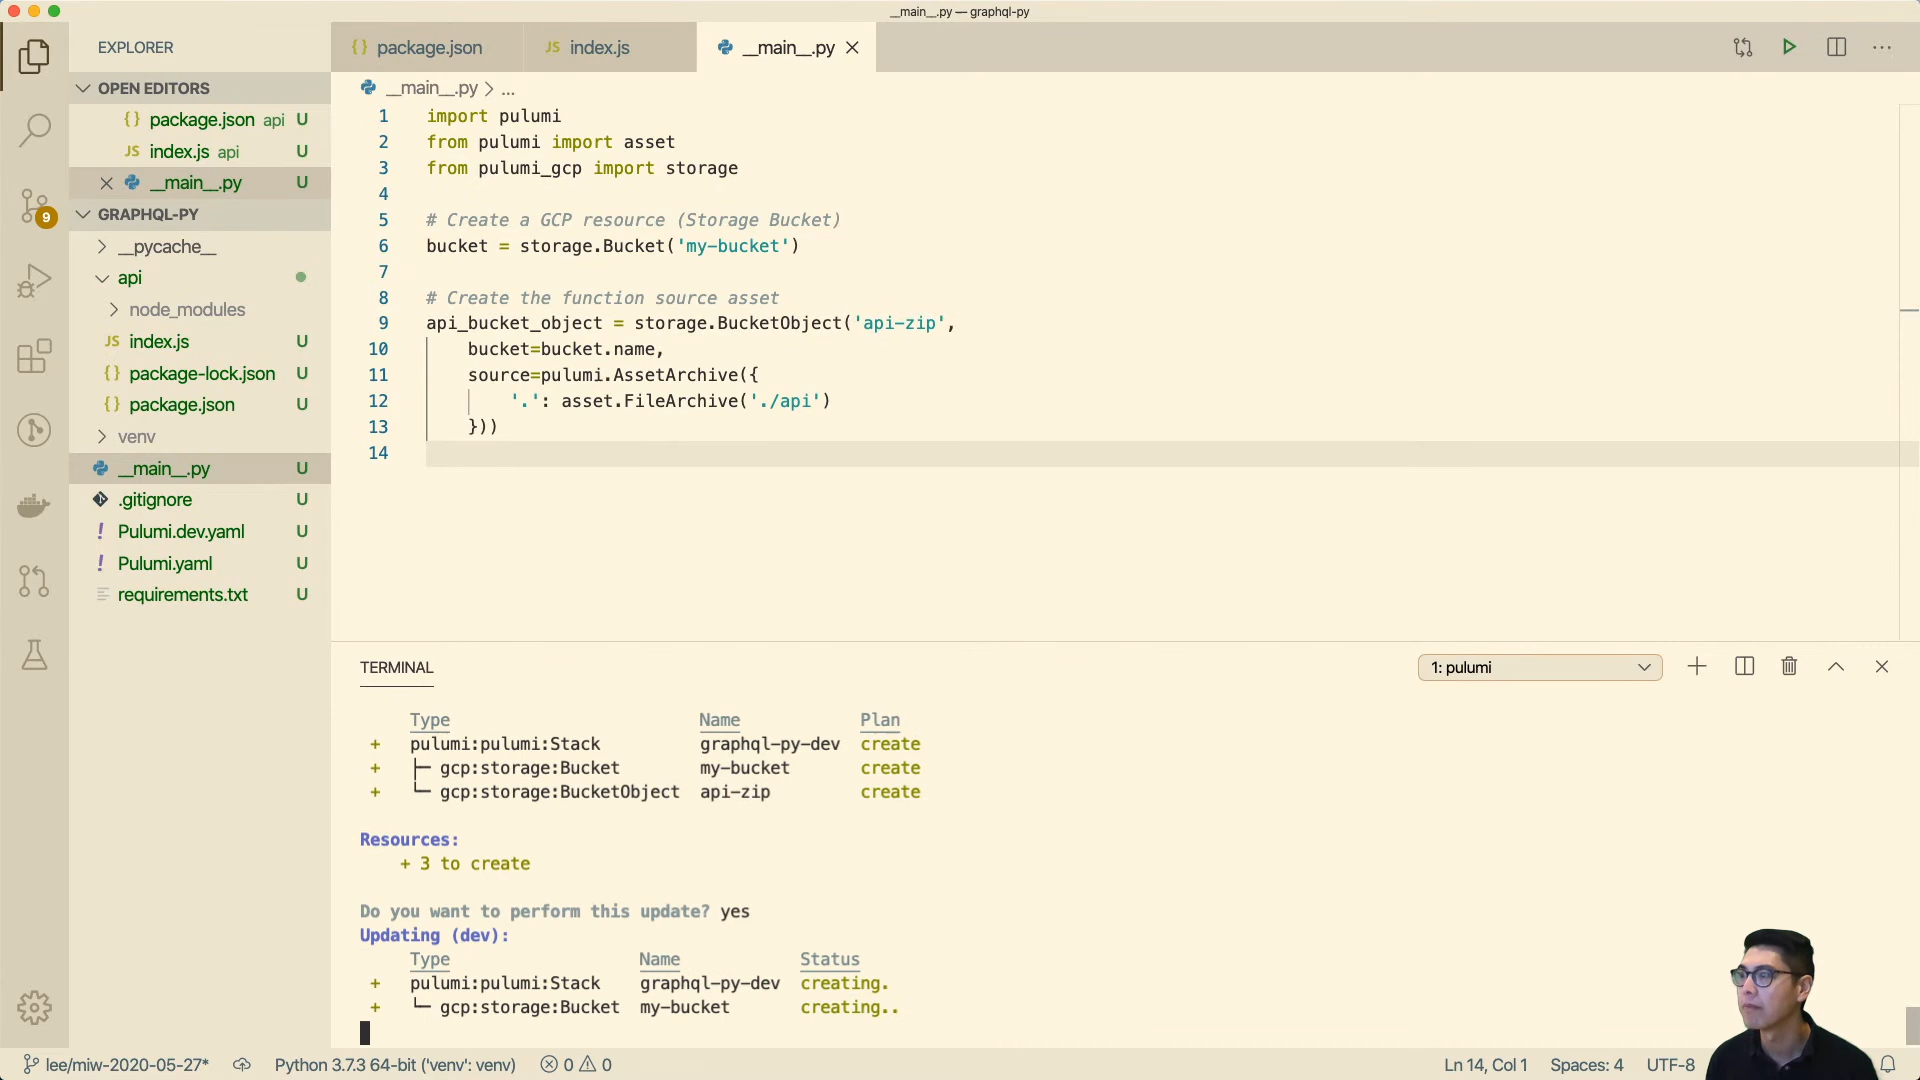 __main__.py — graphql-py
EXPLORER
OPEN EDITORS
{} package.json api U
JS index.js api U
__main__.py U
GRAPHQL-PY
__pycache__
api
node_modules
JS index.js U
{} package-lock.json U
{} package.json U
venv
__main__.py U
.gitignore U
! Pulumi.dev.yaml U
! Pulumi.yaml U
requirements.txt U
9
{} package.json
JS index.js
__main__.py
__main__.py > ...
1 import pulumi
2 from pulumi import asset
3 from pulumi_gcp import storage
4
5 # Create a GCP resource (Storage Bucket)
6 bucket = storage.Bucket('my-bucket')
7
8 # Create the function source asset
9 api_bucket_object = storage.BucketObject('api-zip',
10 bucket=bucket.name,
11 source=pulumi.AssetArchive({
12 '.': asset.FileArchive('./api')
13 }))
14
TERMINAL
1: pulumi
Type Name Plan
+ pulumi:pulumi:Stack graphql-py-dev create
+ ├─ gcp:storage:Bucket my-bucket create
+ └─ gcp:storage:BucketObject api-zip create
Resources:
+ 3 to create
Do you want to perform this update? yes
Updating (dev):
Type Name Status
+ pulumi:pulumi:Stack graphql-py-dev creating.
+ └─ gcp:storage:Bucket my-bucket creating..
lee/miw-2020-05-27* Python 3.7.3 64-bit ('venv': venv) 0 0 Ln 14, Col 1 Spaces: 4 UTF-8